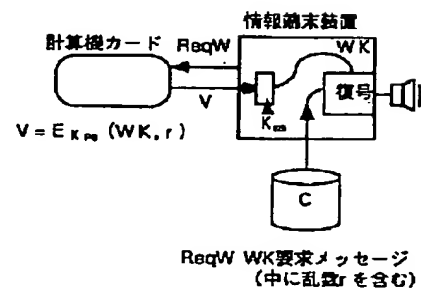 情報端末装置
計算機カード
ReqW
WK
復号
V
V = E K Pe (WK, r)
C
ReqW WK要求メッセージ
(中に乱数rを含む)